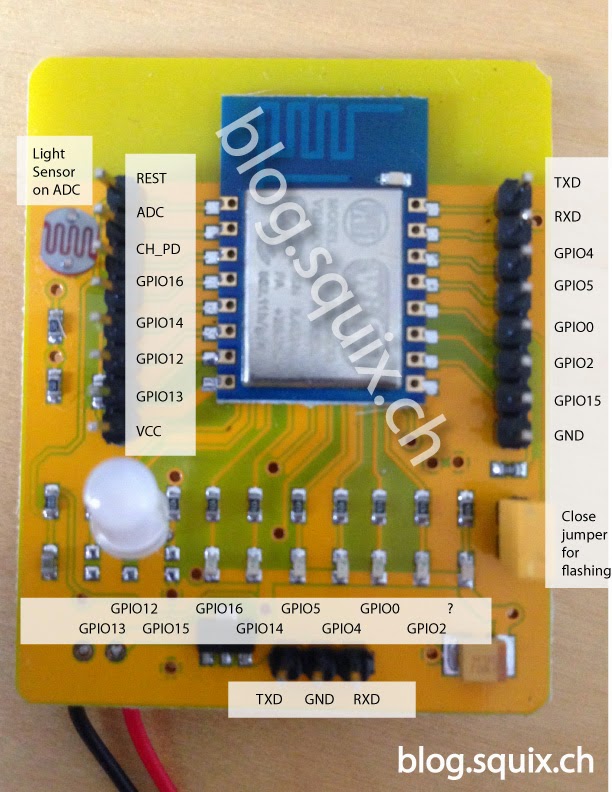 Light
Sensor
on ADC
REST
ADC
CH_PD
GPIO16
GPIO14
GPIO12
GPIO13
VCC
TXD
RXD
GPIO4
GPIO5
GPIO0
GPIO2
GPIO15
GND
blog.squix.ch
Close
jumper
for
flashing
GPIO12 GPIO16 GPIO5 GPIO0 ?
GPIO13 GPIO15 GPIO14 GPIO4 GPIO2
TXD GND RXD
blog.squix.ch